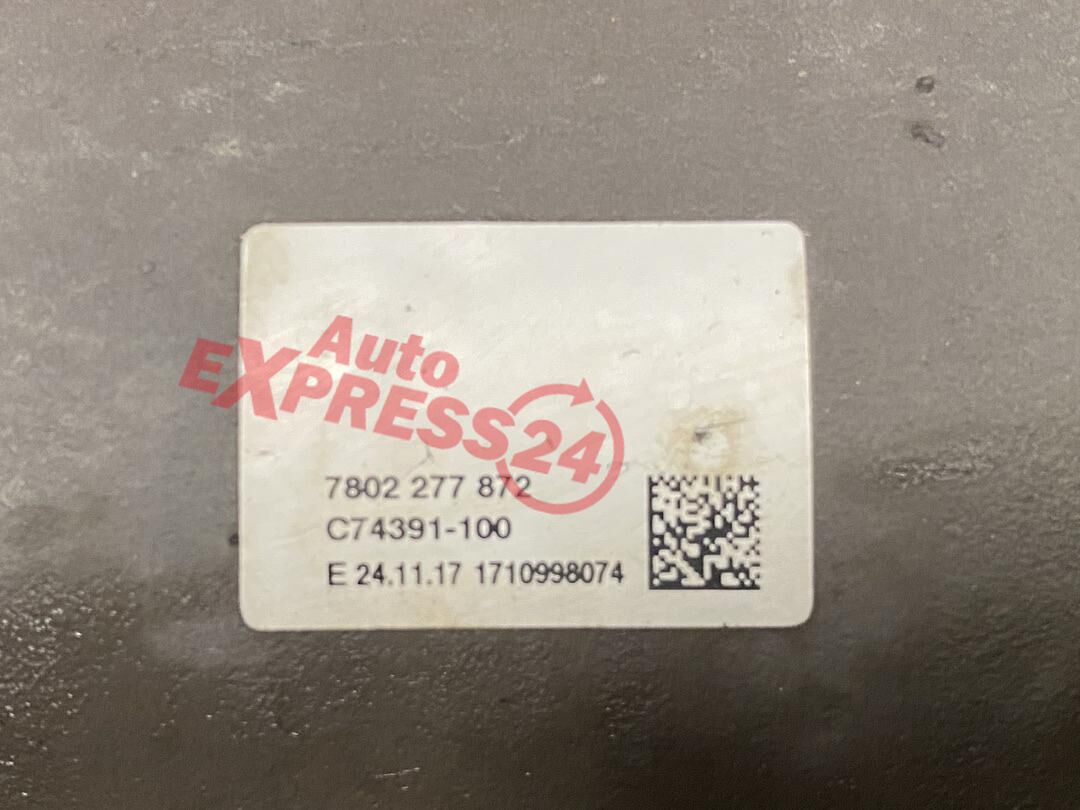 Auto
EXPRESS24
7802 277 872
C74391-100
E 24.11.17 1710998074